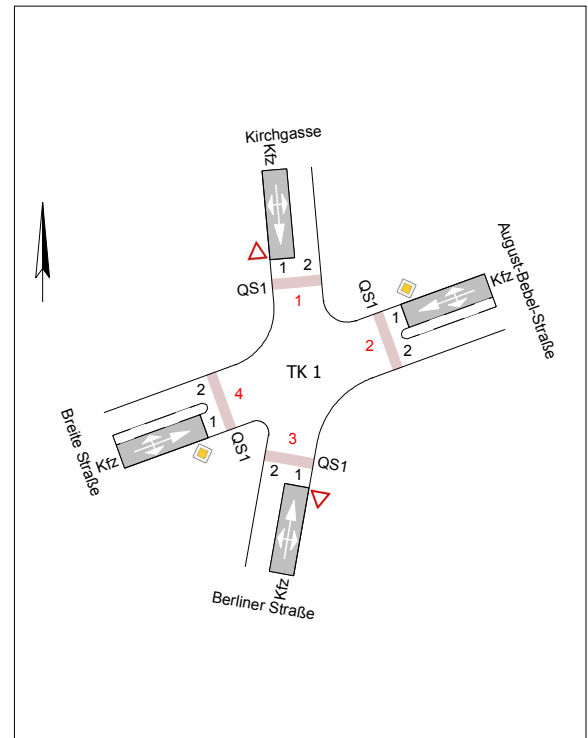 Kirchgasse
Kfz
1 2
QS1
1
August-Bebel-Straße
Kfz
QS1
1
2
2
TK 1
Breite Straße
Kfz
2
1
4
QS1
3
QS1
2 1
Kfz
Berliner Straße